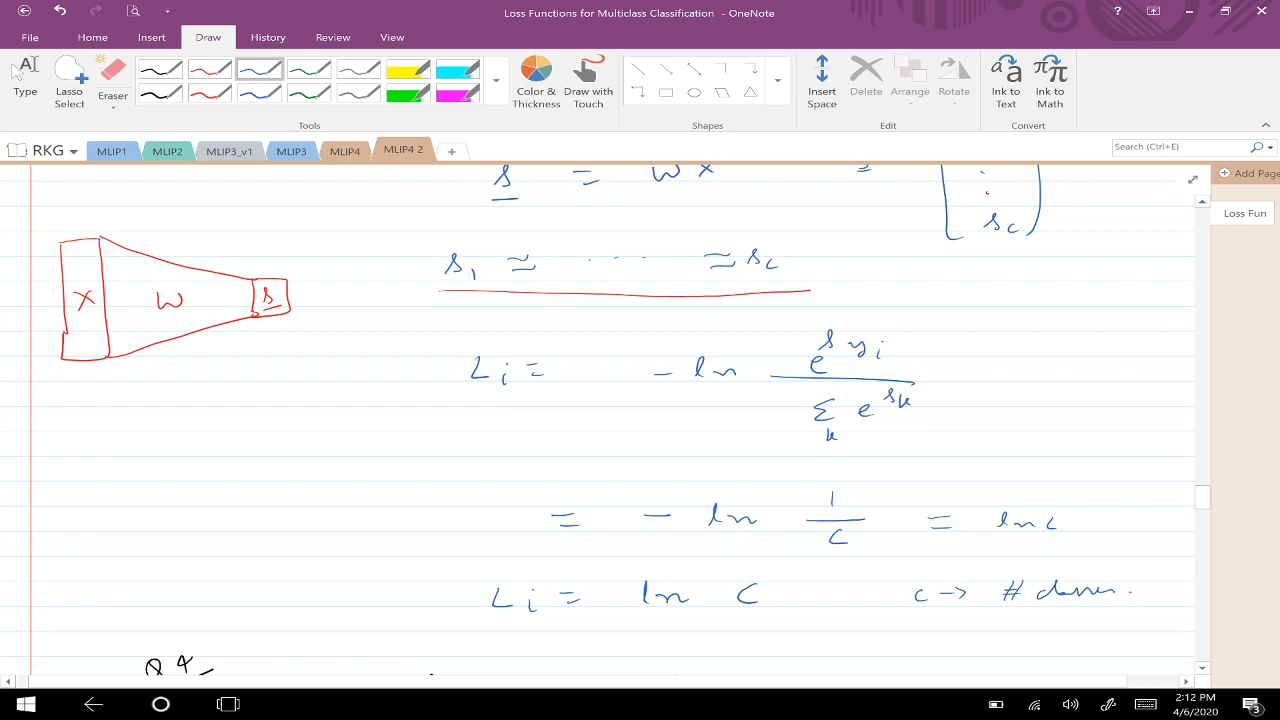 Loss Functions for Multiclass Classification - OneNote
File Home Insert Draw History Review View
Type Lasso Select Eraser Color & Thickness Draw with Touch Insert Space Delete Arrange Rotate Ink to Text Ink to Math
Tools Shapes Edit Convert
RKG MLIP1 MLIP2 MLIP3_v1 MLIP3 MLIP4 MLIP4 2 + Search (Ctrl+E)
+ Add Page
Loss Fun
s = W x = ⋮ s_c
s_1 ≈ ····· ≈ s_c
X W s
L_i = - ln e^{s_{y_i}} / Σ_k e^{s_k}
= - ln 1/C = ln C
L_i = ln C c → # classes.
Q4-
2:12 PM
4/6/2020
3